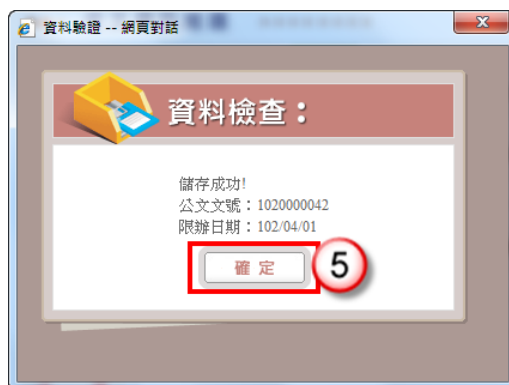 資料驗證 -- 網頁對話
X
資料檢查：
儲存成功!
公文文號：1020000042
限辦日期：102/04/01
確 定
5